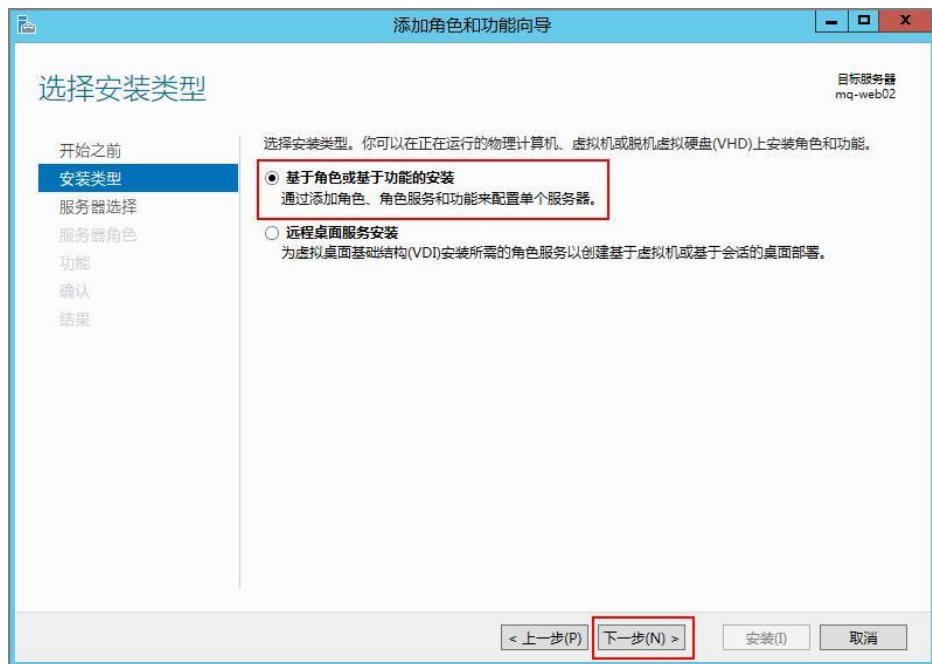 添加角色和功能向导
选择安装类型
目标服务器
mq-web02
开始之前
安装类型
服务器选择
服务器角色
功能
确认
结果
选择安装类型。你可以在正在运行的物理计算机、虚拟机或脱机虚拟硬盘(VHD)上安装角色和功能。
基于角色或基于功能的安装
通过添加角色、角色服务和功能来配置单个服务器。
远程桌面服务安装
为虚拟桌面基础结构(VDI)安装所需的角色服务以创建基于虚拟机或基于会话的桌面部署。
< 上一步(P)
下一步(N) >
安装(I)
取消